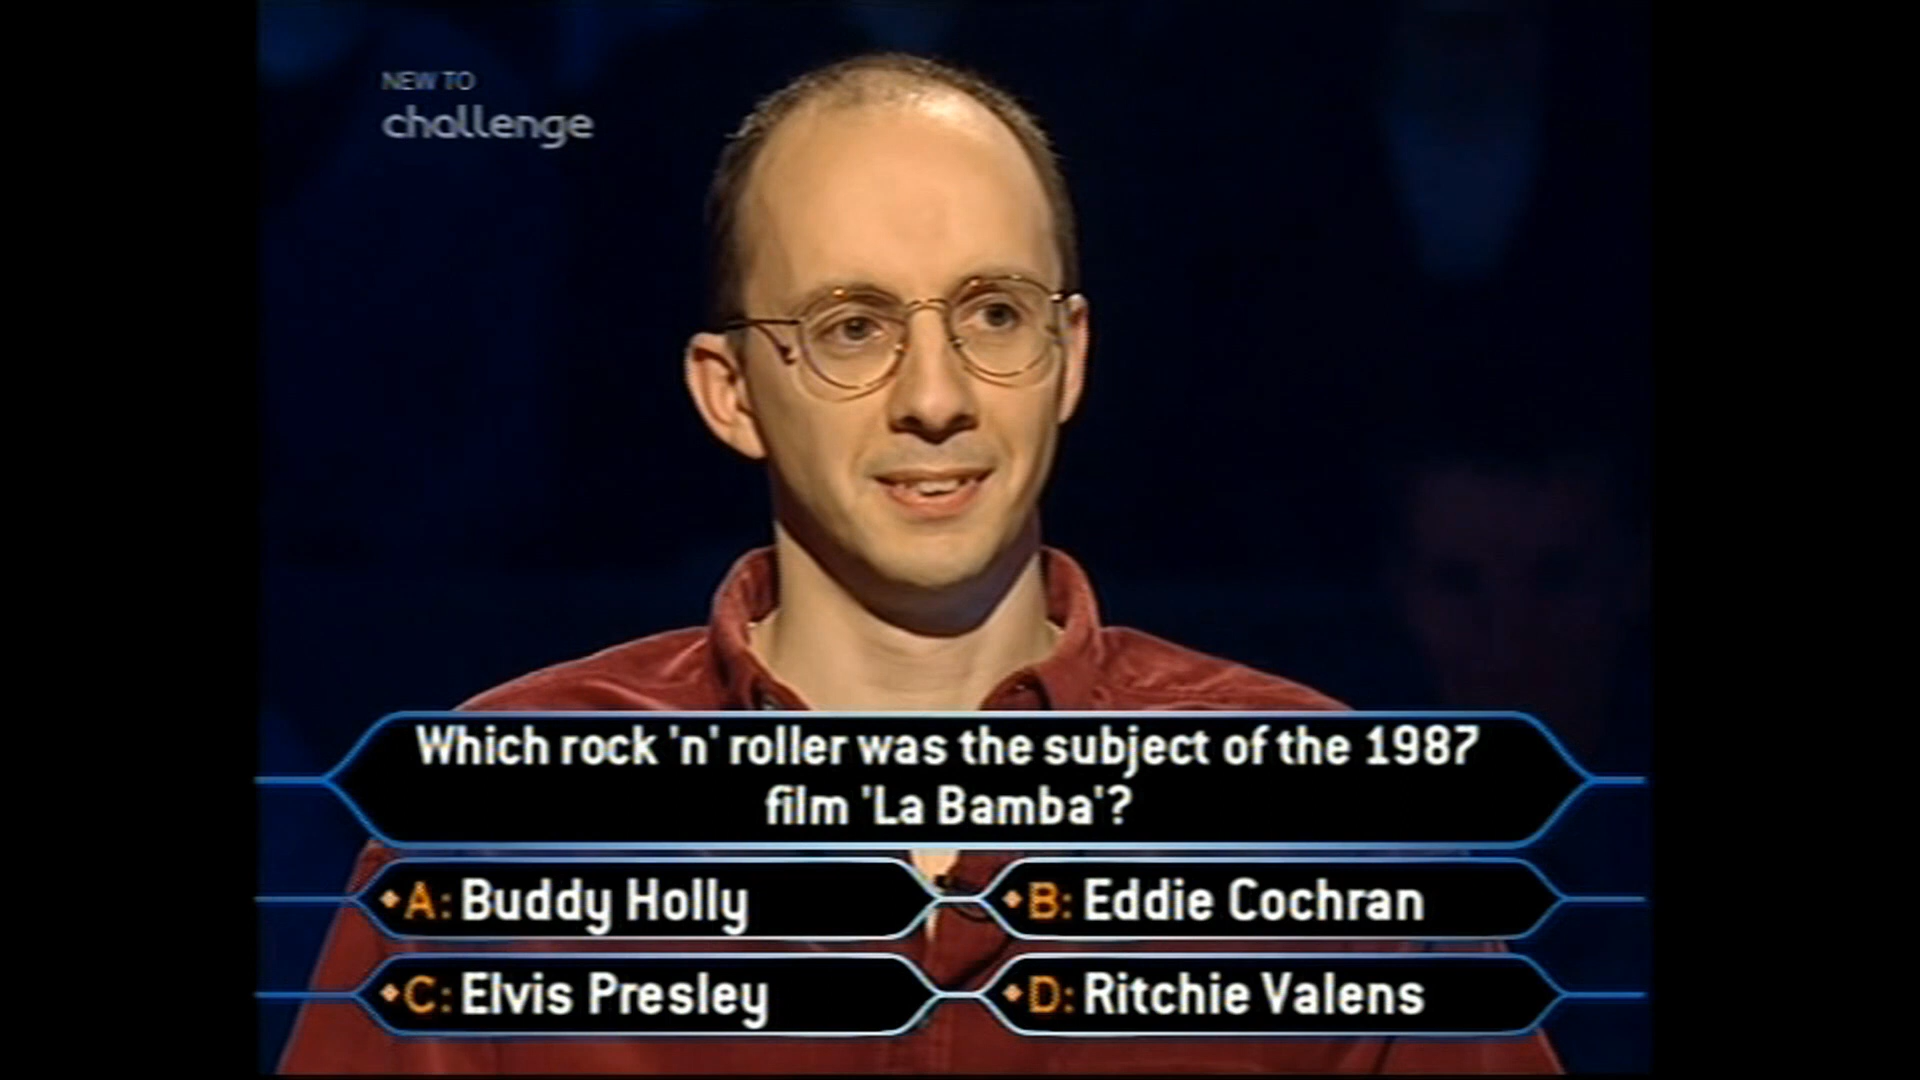 NEW TO
challenge
Which rock 'n' roller was the subject of the 1987
film 'La Bamba'?
A: Buddy Holly
B: Eddie Cochran
C: Elvis Presley
D: Ritchie Valens